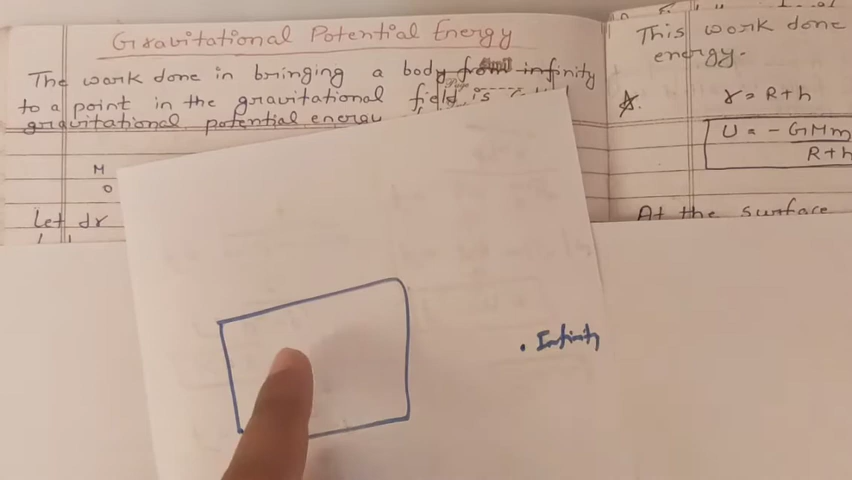 Gravitational Potential Energy
The work done in bringing a body from infinity
to a point in the gravitational field is
gravitational potential energy
M
O
Let dr
This work done
energy.
r = R+h
U = - GMm
R+h
At the surface
. Infinity